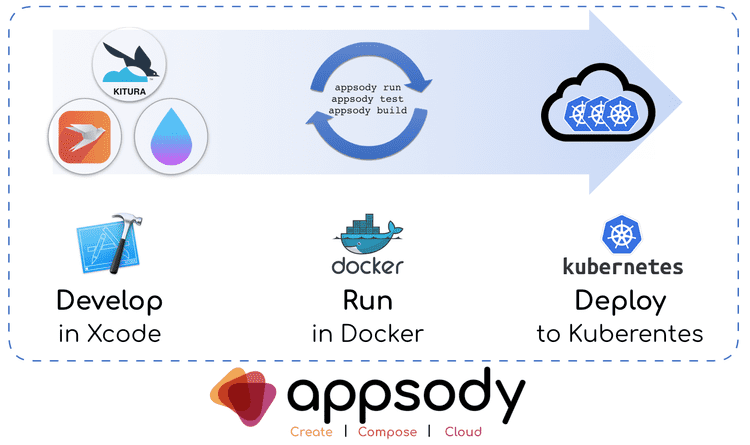 KITURA
appsody run
appsody test
appsody build
docker
kubernetes
Develop
in Xcode
Run
in Docker
Deploy
to Kuberentes
appsody
Create | Compose | Cloud